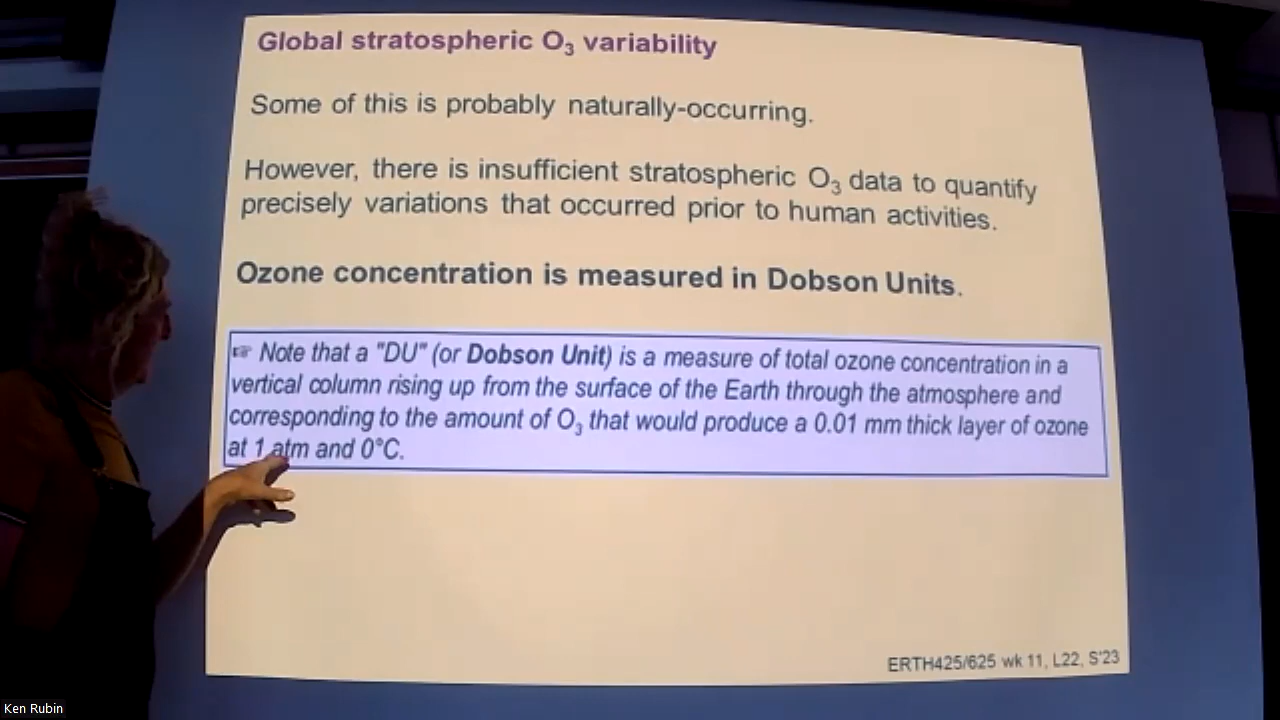 Global stratospheric O₃ variability
Some of this is probably naturally-occurring.
However, there is insufficient stratospheric O₃ data to quantify
precisely variations that occurred prior to human activities.
Ozone concentration is measured in Dobson Units.
☞ Note that a "DU" (or Dobson Unit) is a measure of total ozone concentration in a
vertical column rising up from the surface of the Earth through the atmosphere and
corresponding to the amount of O₃ that would produce a 0.01 mm thick layer of ozone
at 1 atm and 0°C.
ERTH425/625 wk 11, L22, S'23
Ken Rubin